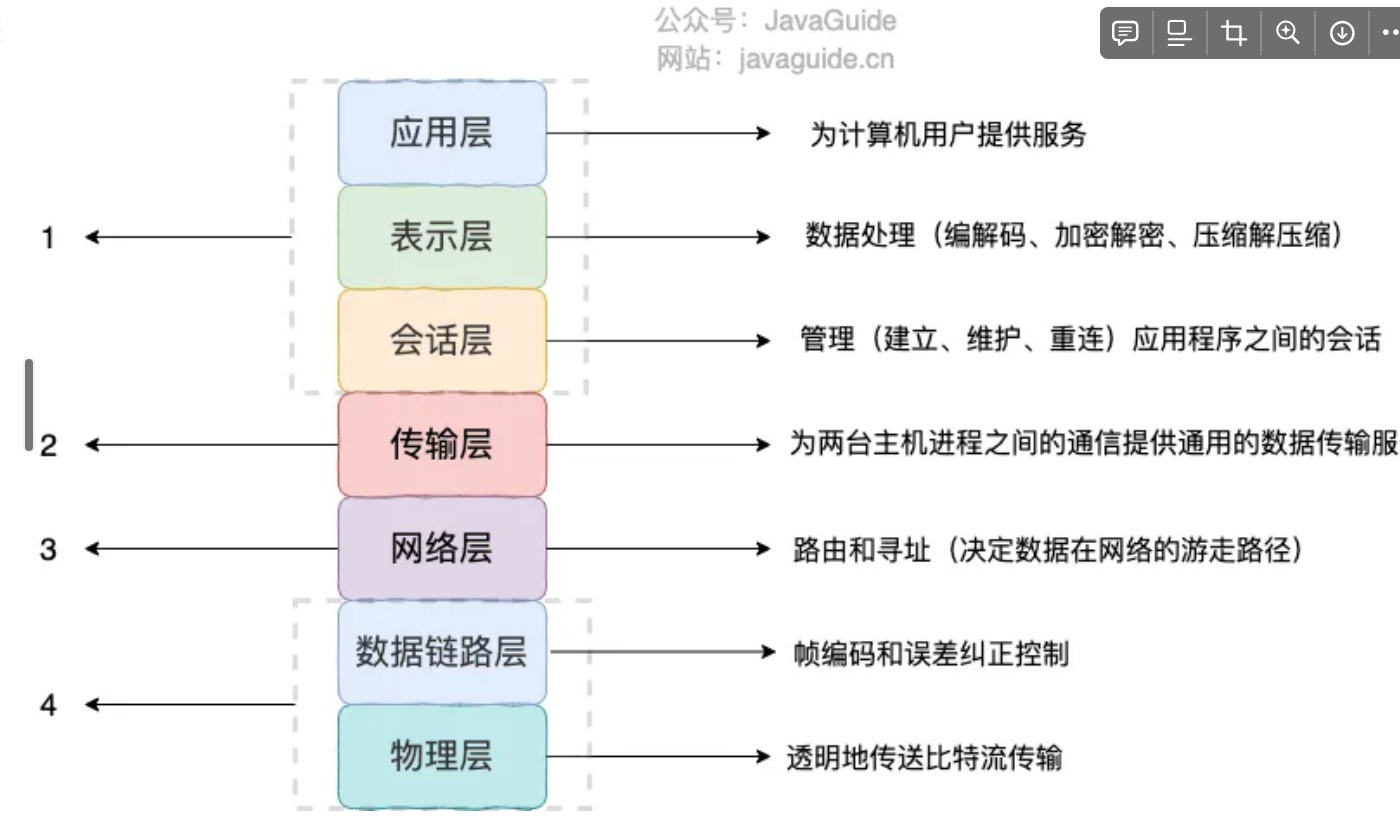 公众号：JavaGuide
网站：javaguide.cn
应用层
为计算机用户提供服务
1
表示层
数据处理（编解码、加密解密、压缩解压缩）
会话层
管理（建立、维护、重连）应用程序之间的会话
2
传输层
为两台主机进程之间的通信提供通用的数据传输服
3
网络层
路由和寻址（决定数据在网络的游走路径）
数据链路层
帧编码和误差纠正控制
4
物理层
透明地传送比特流传输